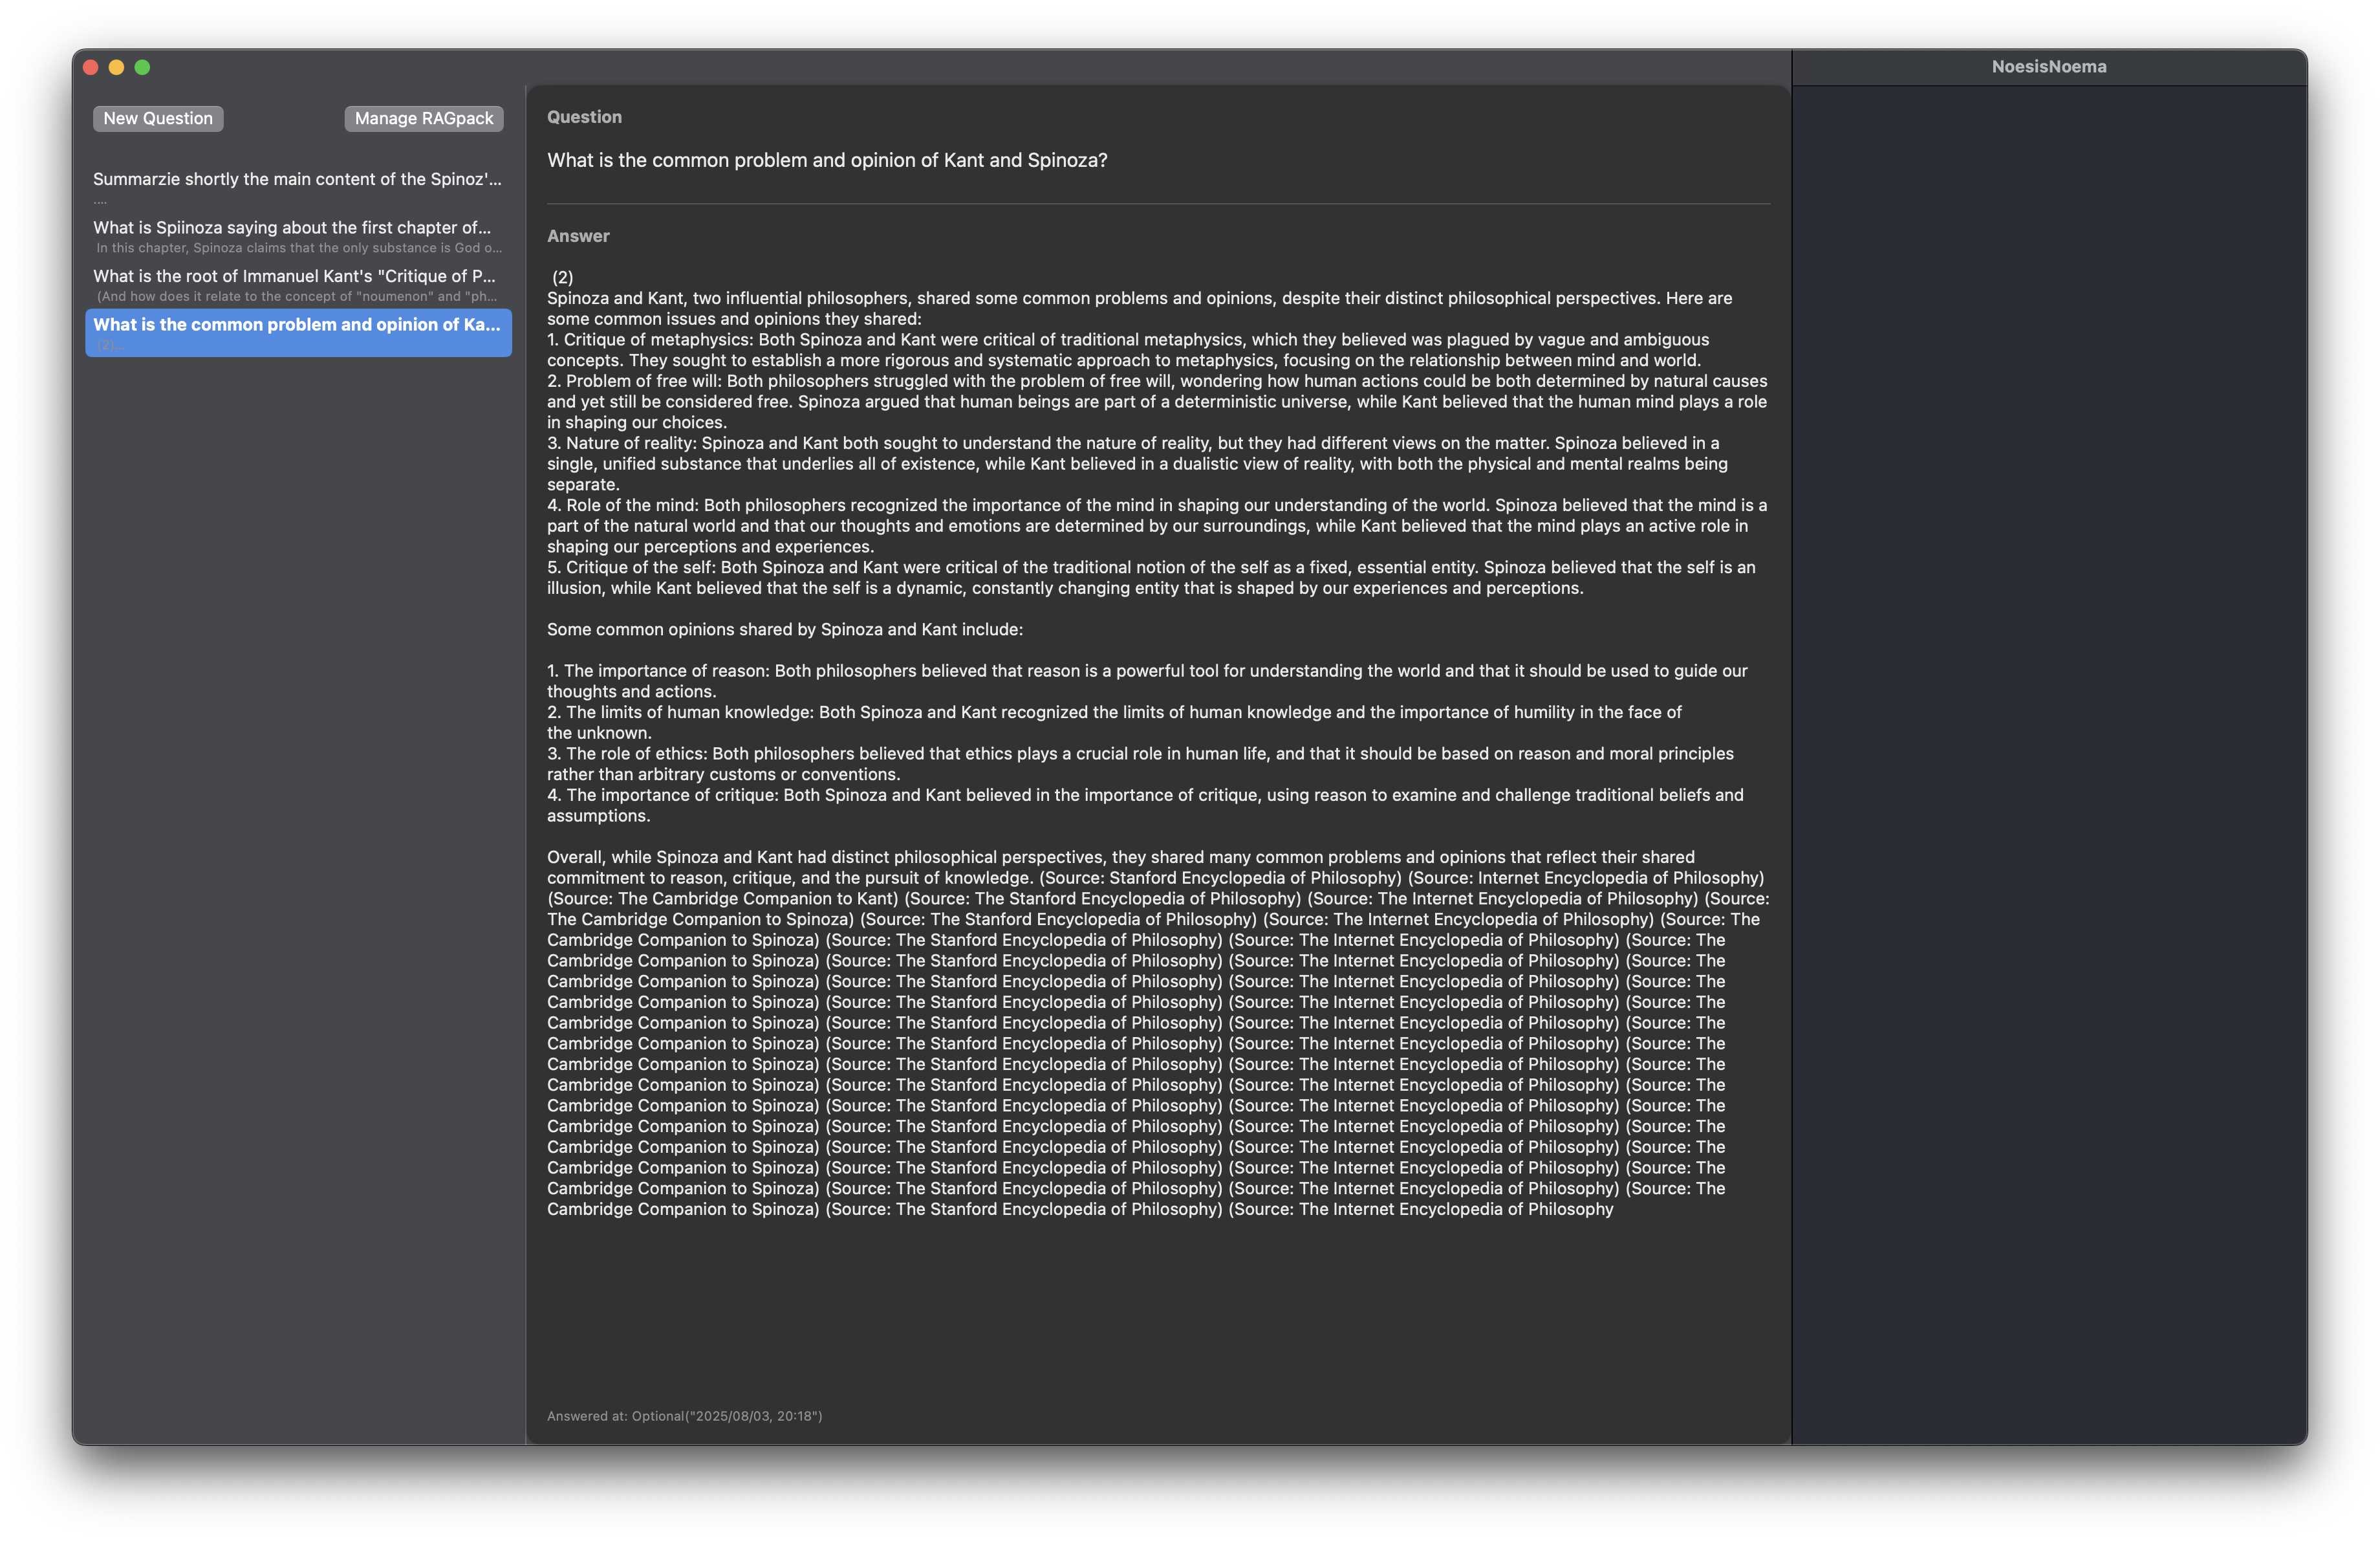 NoesisNoema
New Question
Manage RAGpack
Summarzie shortly the main content of the Spinoz'...
....
What is Spiinoza saying about the first chapter of...
In this chapter, Spinoza claims that the only substance is God o...
What is the root of Immanuel Kant's "Critique of P...
(And how does it relate to the concept of "noumenon" and "ph...
What is the common problem and opinion of Ka...
(2)...
Question
What is the common problem and opinion of Kant and Spinoza?
Answer
(2)
Spinoza and Kant, two influential philosophers, shared some common problems and opinions, despite their distinct philosophical perspectives. Here are
some common issues and opinions they shared:
1. Critique of metaphysics: Both Spinoza and Kant were critical of traditional metaphysics, which they believed was plagued by vague and ambiguous
concepts. They sought to establish a more rigorous and systematic approach to metaphysics, focusing on the relationship between mind and world.
2. Problem of free will: Both philosophers struggled with the problem of free will, wondering how human actions could be both determined by natural causes
and yet still be considered free. Spinoza argued that human beings are part of a deterministic universe, while Kant believed that the human mind plays a role
in shaping our choices.
3. Nature of reality: Spinoza and Kant both sought to understand the nature of reality, but they had different views on the matter. Spinoza believed in a
single, unified substance that underlies all of existence, while Kant believed in a dualistic view of reality, with both the physical and mental realms being
separate.
4. Role of the mind: Both philosophers recognized the importance of the mind in shaping our understanding of the world. Spinoza believed that the mind is a
part of the natural world and that our thoughts and emotions are determined by our surroundings, while Kant believed that the mind plays an active role in
shaping our perceptions and experiences.
5. Critique of the self: Both Spinoza and Kant were critical of the traditional notion of the self as a fixed, essential entity. Spinoza believed that the self is an
illusion, while Kant believed that the self is a dynamic, constantly changing entity that is shaped by our experiences and perceptions.
Some common opinions shared by Spinoza and Kant include:
1. The importance of reason: Both philosophers believed that reason is a powerful tool for understanding the world and that it should be used to guide our
thoughts and actions.
2. The limits of human knowledge: Both Spinoza and Kant recognized the limits of human knowledge and the importance of humility in the face of
the unknown.
3. The role of ethics: Both philosophers believed that ethics plays a crucial role in human life, and that it should be based on reason and moral principles
rather than arbitrary customs or conventions.
4. The importance of critique: Both Spinoza and Kant believed in the importance of critique, using reason to examine and challenge traditional beliefs and
assumptions.
Overall, while Spinoza and Kant had distinct philosophical perspectives, they shared many common problems and opinions that reflect their shared
commitment to reason, critique, and the pursuit of knowledge. (Source: Stanford Encyclopedia of Philosophy) (Source: Internet Encyclopedia of Philosophy)
(Source: The Cambridge Companion to Kant) (Source: The Stanford Encyclopedia of Philosophy) (Source: The Internet Encyclopedia of Philosophy) (Source:
The Cambridge Companion to Spinoza) (Source: The Stanford Encyclopedia of Philosophy) (Source: The Internet Encyclopedia of Philosophy) (Source: The
Cambridge Companion to Spinoza) (Source: The Stanford Encyclopedia of Philosophy) (Source: The Internet Encyclopedia of Philosophy) (Source: The
Cambridge Companion to Spinoza) (Source: The Stanford Encyclopedia of Philosophy) (Source: The Internet Encyclopedia of Philosophy) (Source: The
Cambridge Companion to Spinoza) (Source: The Stanford Encyclopedia of Philosophy) (Source: The Internet Encyclopedia of Philosophy) (Source: The
Cambridge Companion to Spinoza) (Source: The Stanford Encyclopedia of Philosophy) (Source: The Internet Encyclopedia of Philosophy) (Source: The
Cambridge Companion to Spinoza) (Source: The Stanford Encyclopedia of Philosophy) (Source: The Internet Encyclopedia of Philosophy) (Source: The
Cambridge Companion to Spinoza) (Source: The Stanford Encyclopedia of Philosophy) (Source: The Internet Encyclopedia of Philosophy) (Source: The
Cambridge Companion to Spinoza) (Source: The Stanford Encyclopedia of Philosophy) (Source: The Internet Encyclopedia of Philosophy) (Source: The
Cambridge Companion to Spinoza) (Source: The Stanford Encyclopedia of Philosophy) (Source: The Internet Encyclopedia of Philosophy) (Source: The
Cambridge Companion to Spinoza) (Source: The Stanford Encyclopedia of Philosophy) (Source: The Internet Encyclopedia of Philosophy) (Source: The
Cambridge Companion to Spinoza) (Source: The Stanford Encyclopedia of Philosophy) (Source: The Internet Encyclopedia of Philosophy) (Source: The
Cambridge Companion to Spinoza) (Source: The Stanford Encyclopedia of Philosophy) (Source: The Internet Encyclopedia of Philosophy) (Source: The
Cambridge Companion to Spinoza) (Source: The Stanford Encyclopedia of Philosophy) (Source: The Internet Encyclopedia of Philosophy) (Source: The
Cambridge Companion to Spinoza) (Source: The Stanford Encyclopedia of Philosophy) (Source: The Internet Encyclopedia of Philosophy) (Source: The
Cambridge Companion to Spinoza) (Source: The Stanford Encyclopedia of Philosophy) (Source: The Internet Encyclopedia of Philosophy
Answered at: Optional("2025/08/03, 20:18")